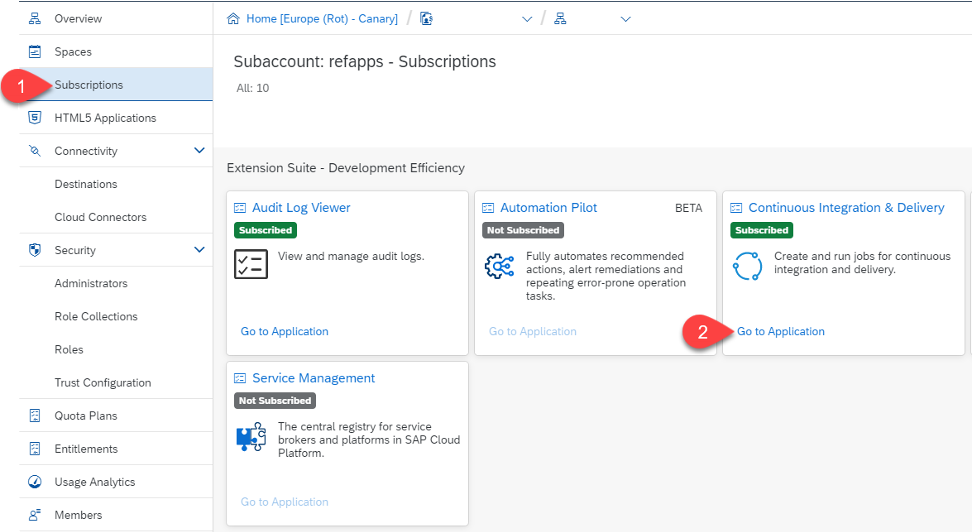 Overview
Spaces
1
Subscriptions
HTML5 Applications
Connectivity
Destinations
Cloud Connectors
Security
Administrators
Role Collections
Roles
Trust Configuration
Quota Plans
Entitlements
Usage Analytics
Members
Home [Europe (Rot) - Canary] / /
Subaccount: refapps - Subscriptions
All: 10
Extension Suite - Development Efficiency
Audit Log Viewer
Subscribed
View and manage audit logs.
Go to Application
Automation Pilot BETA
Not Subscribed
Fully automates recommended
actions, alert remediations and
repeating error-prone operation
tasks.
Go to Application
Continuous Integration & Delivery
Subscribed
Create and run jobs for continuous
integration and delivery.
2
Go to Application
Service Management
Not Subscribed
The central registry for service
brokers and platforms in SAP Cloud
Platform.
Go to Application